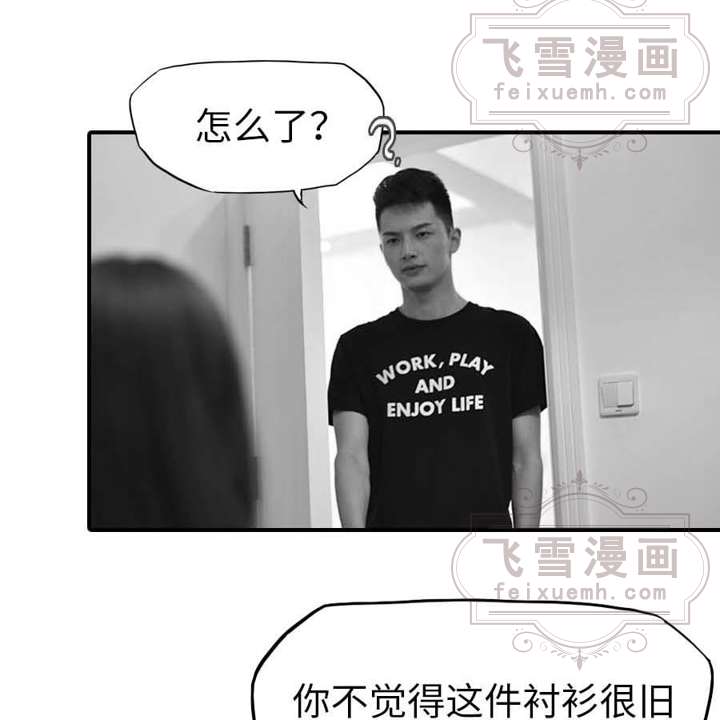 飞雪漫画
feixuemh.com
怎么了？
WORK, PLAY
AND
ENJOY LIFE
飞雪漫画
feixuemh.com
你不觉得这件衬衫很旧